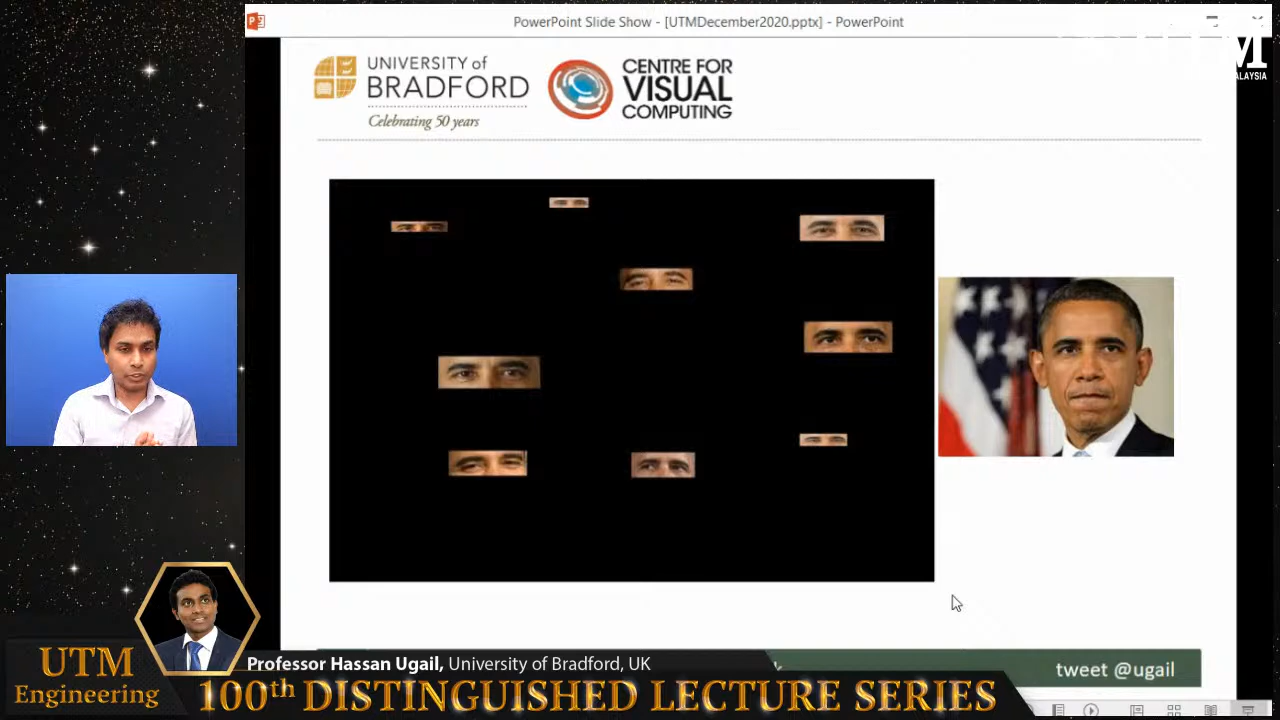 PowerPoint Slide Show - [UTMDecember2020.pptx] - PowerPoint
UNIVERSITY of
BRADFORD
Celebrating 50 years
CENTRE FOR
VISUAL
COMPUTING
tweet @ugail
UTM
Engineering
Professor Hassan Ugail, University of Bradford, UK
100th DISTINGUISHED LECTURE SERIES